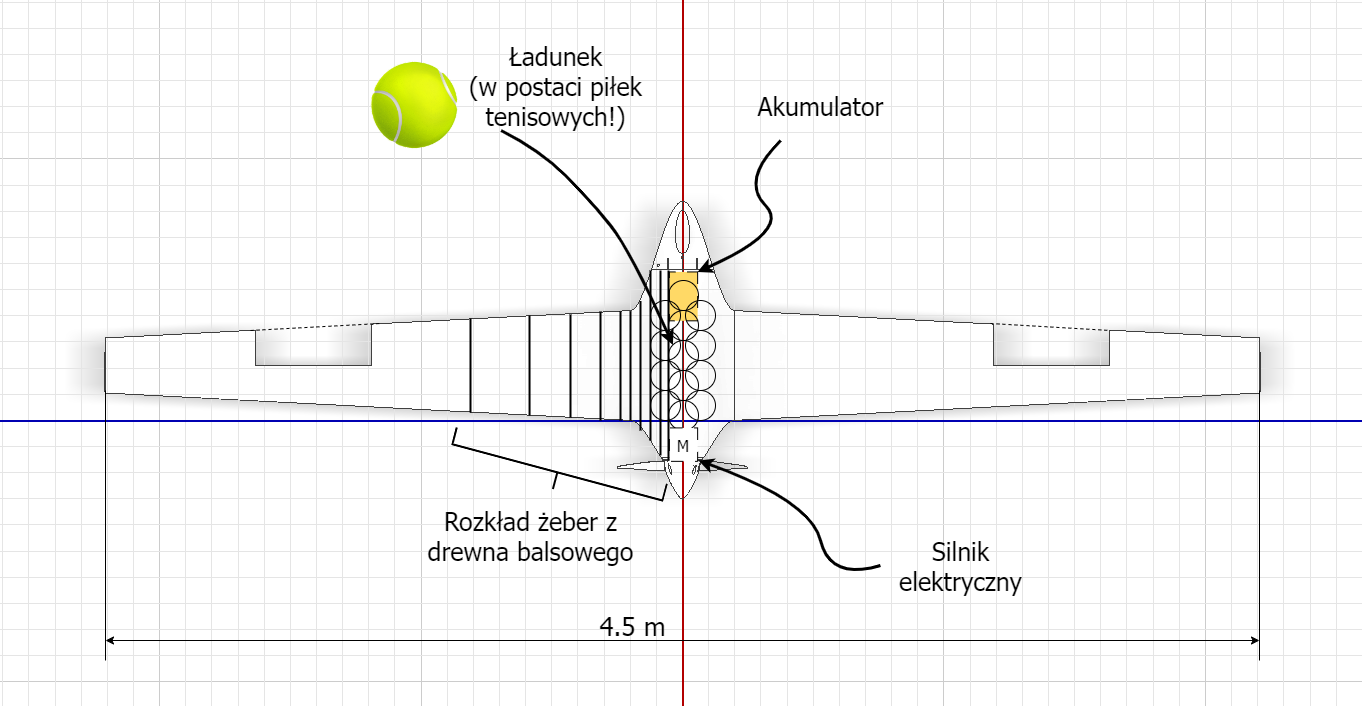 Ładunek
(w postaci piłek
tenisowych!)
Akumulator
M
Rozkład żeber z
drewna balsowego
Silnik
elektryczny
4.5 m